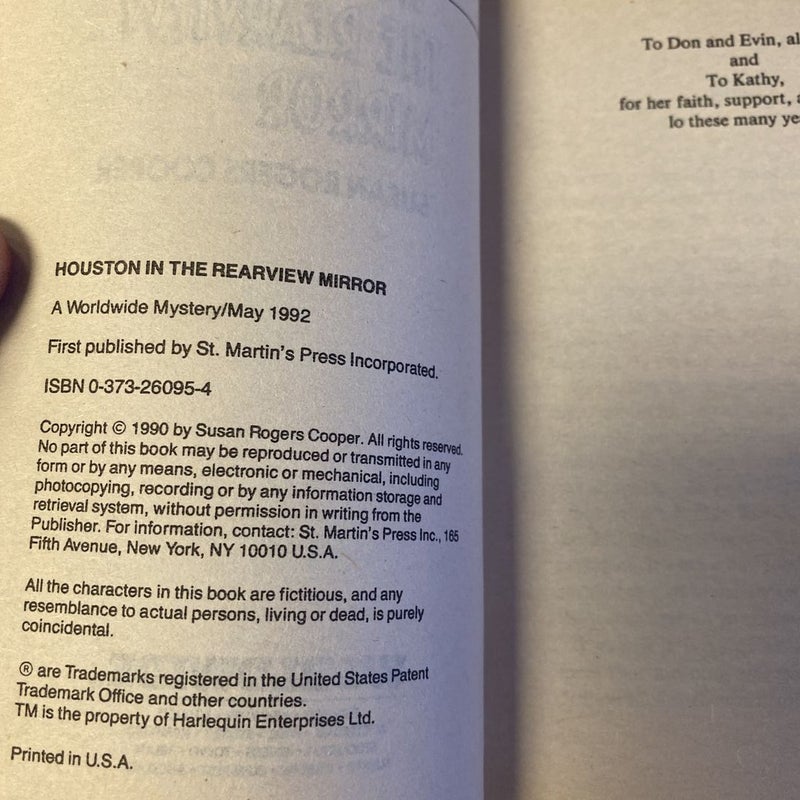 HOUSTON IN THE REARVIEW MIRROR
A Worldwide Mystery/May 1992
First published by St. Martin's Press Incorporated.
ISBN 0-373-26095-4
Copyright © 1990 by Susan Rogers Cooper. All rights reserved.
No part of this book may be reproduced or transmitted in any
form or by any means, electronic or mechanical, including
photocopying, recording or by any information storage and
retrieval system, without permission in writing from the
Publisher. For information, contact: St. Martin's Press Inc., 165
Fifth Avenue, New York, NY 10010 U.S.A.
All the characters in this book are fictitious, and any
resemblance to actual persons, living or dead, is purely
coincidental.
® are Trademarks registered in the United States Patent
Trademark Office and other countries.
TM is the property of Harlequin Enterprises Ltd.
Printed in U.S.A.
To Don and Evin, al
and
To Kathy,
for her faith, support, a
lo these many ye